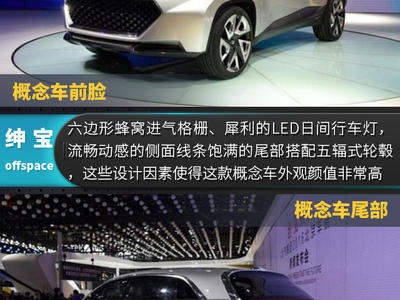 概念车前脸
绅宝
offspace
六边形蜂窝进气格栅、犀利的LED日间行车灯，
流畅动感的侧面线条饱满的尾部搭配五辐式轮毂
，这些设计因素使得这款概念车外观颜值非常高
概念车尾部